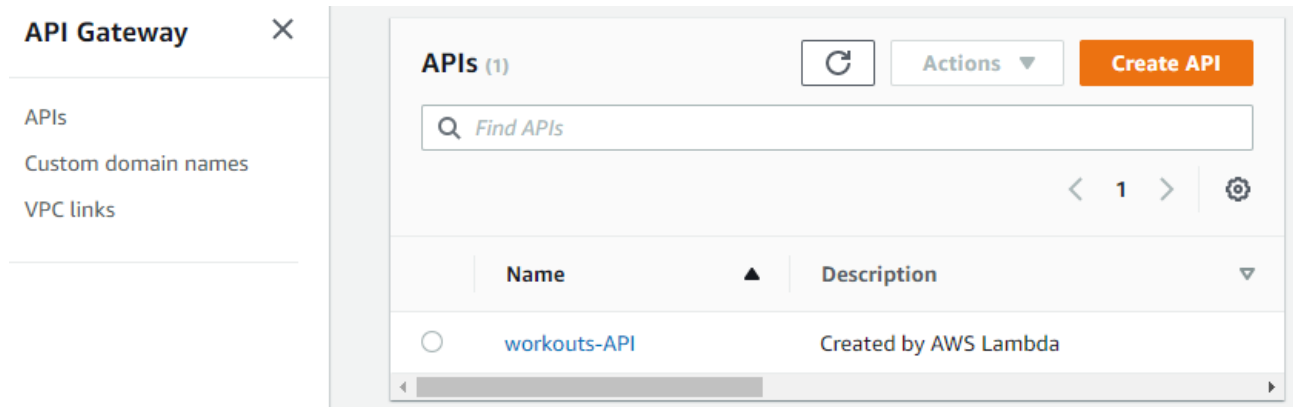 API Gateway
APIs
Custom domain names
VPC links
APIs (1)
Actions
Create API
Find APIs
1
Name
Description
workouts-API
Created by AWS Lambda